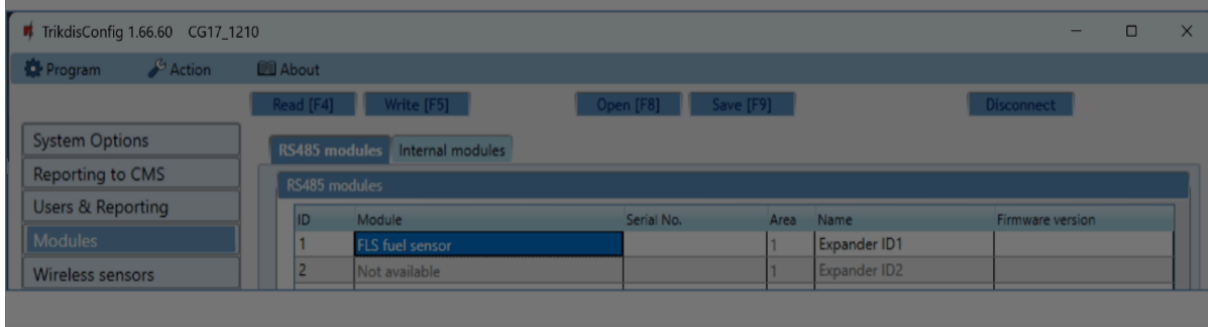 TrikdisConfig 1.66.60 CG17_1210
Program Action About
Read [F4] Write [F5] Open [F8] Save [F9] Disconnect
System Options
Reporting to CMS
Users & Reporting
Modules
Wireless sensors
RS485 modules Internal modules
RS485 modules
ID Module Serial No. Area Name Firmware version
1 FLS fuel sensor 1 Expander ID1
2 Not available 1 Expander ID2